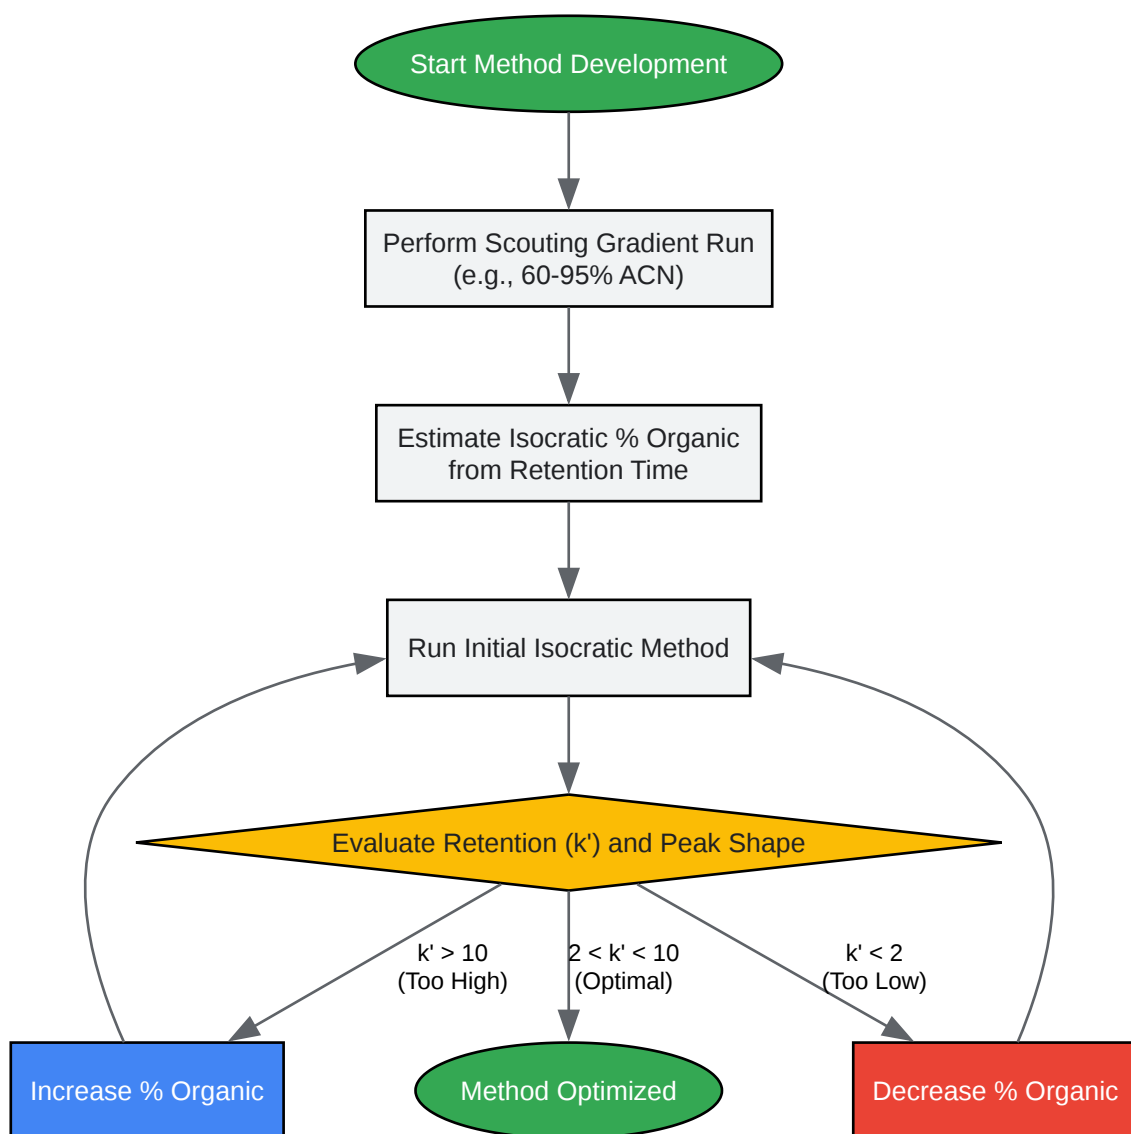 Start Method Development
Perform Scouting Gradient Run
(e.g., 60-95% ACN)
Estimate Isocratic % Organic
from Retention Time
Run Initial Isocratic Method
Evaluate Retention (k') and Peak Shape
k' > 10
(Too High)
2 < k' < 10
(Optimal)
k' < 2
(Too Low)
Increase % Organic
Method Optimized
Decrease % Organic